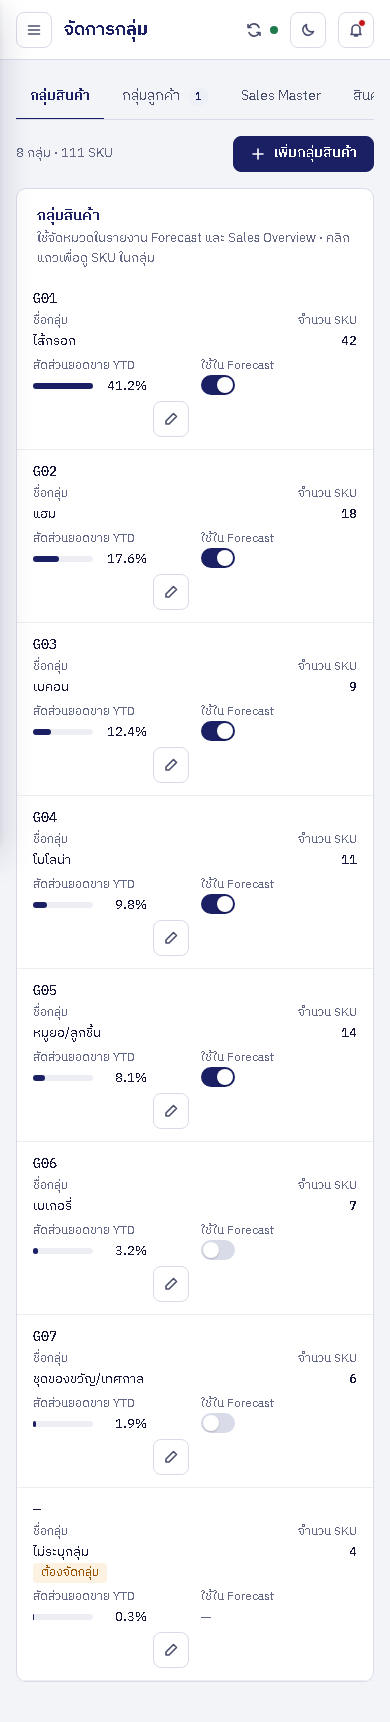 จัดการกลุ่ม
กลุ่มสินค้า กลุ่มลูกค้า 1 Sales Master
8 กลุ่ม · 111 SKU เพิ่มกลุ่มสินค้า
กลุ่มสินค้า
ใช้จัดหมวดในรายงาน Forecast และ Sales Overview · คลิก
แถวเพื่อดู SKU ในกลุ่ม
G01
ชื่อกลุ่ม จำนวน SKU
ไส้กรอก 42
สัดส่วนยอดขาย YTD ใช้ใน Forecast
41.2%
G02
ชื่อกลุ่ม จำนวน SKU
แฮม 18
สัดส่วนยอดขาย YTD ใช้ใน Forecast
17.6%
G03
ชื่อกลุ่ม จำนวน SKU
เบคอน 9
สัดส่วนยอดขาย YTD ใช้ใน Forecast
12.4%
G04
ชื่อกลุ่ม จำนวน SKU
โบโลน่า 11
สัดส่วนยอดขาย YTD ใช้ใน Forecast
9.8%
G05
ชื่อกลุ่ม จำนวน SKU
หมูยอ/ลูกชิ้น 14
สัดส่วนยอดขาย YTD ใช้ใน Forecast
8.1%
G06
ชื่อกลุ่ม จำนวน SKU
เบเกอรี่ 7
สัดส่วนยอดขาย YTD ใช้ใน Forecast
3.2%
G07
ชื่อกลุ่ม จำนวน SKU
ชุดของขวัญ/เทศกาล 6
สัดส่วนยอดขาย YTD ใช้ใน Forecast
1.9%
—
ชื่อกลุ่ม จำนวน SKU
ไม่ระบุกลุ่ม 4
ต้องจัดกลุ่ม
สัดส่วนยอดขาย YTD ใช้ใน Forecast
0.3% —